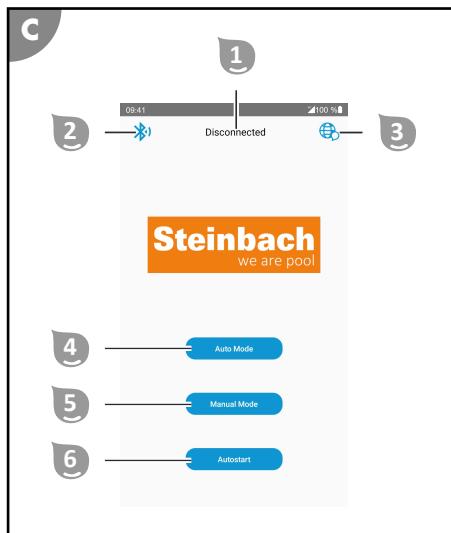 C
1
09:41 100 %
2 Disconnected 3
Steinbach
we are pool
4 Auto Mode
5 Manual Mode
6 Autostart